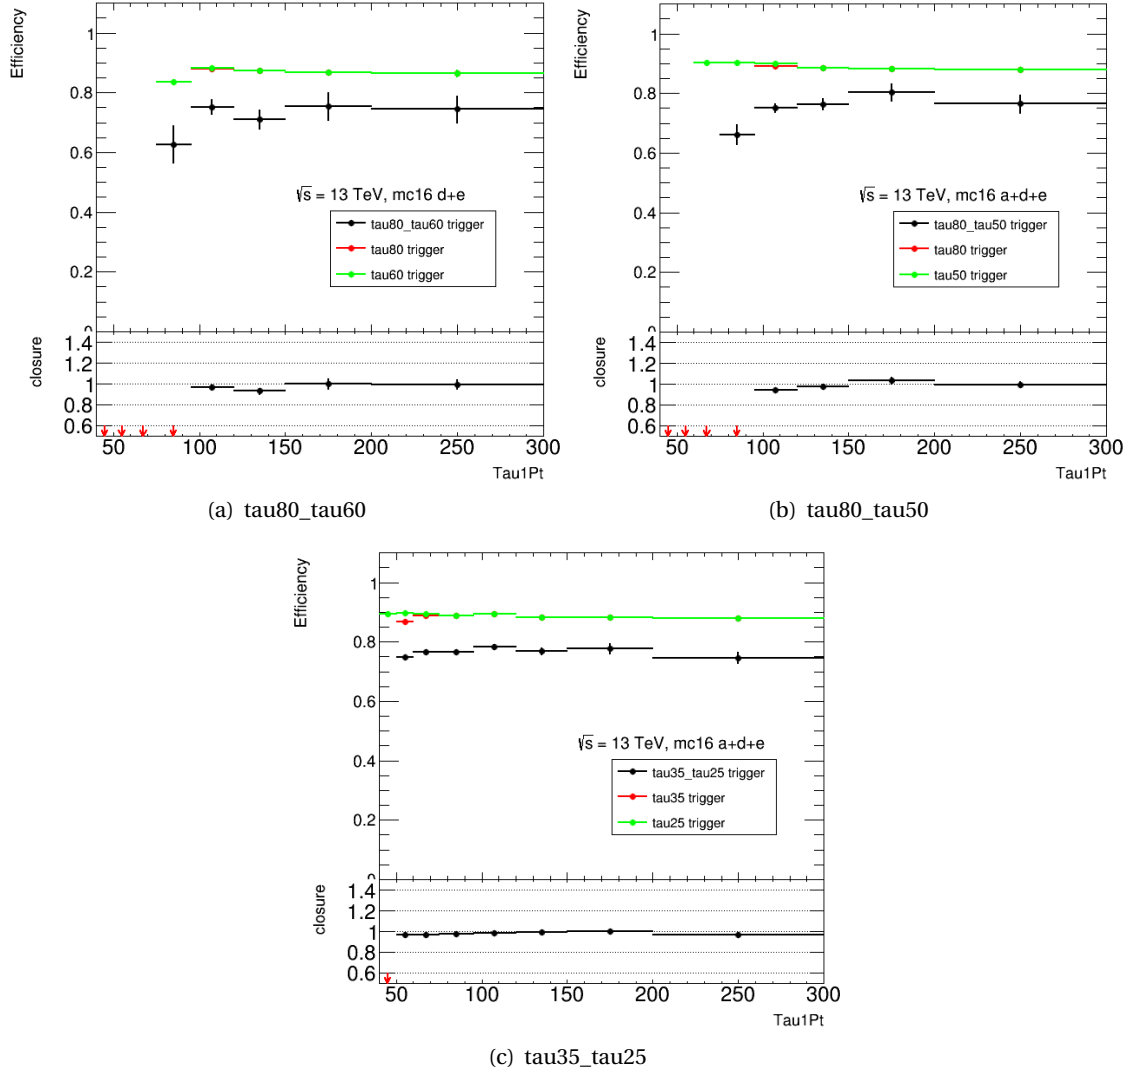 Efficiency
1
0.8
0.6
0.4
0.2
0
√s = 13 TeV, mc16 d+e
tau80_tau60 trigger
tau80 trigger
tau60 trigger
closure
1.4
1.2
1
0.8
0.6
50 100 150 200 250 300
Tau1Pt
(a) tau80_tau60
Efficiency
1
0.8
0.6
0.4
0.2
0
√s = 13 TeV, mc16 a+d+e
tau80_tau50 trigger
tau80 trigger
tau50 trigger
closure
1.4
1.2
1
0.8
0.6
50 100 150 200 250 300
Tau1Pt
(b) tau80_tau50
Efficiency
1
0.8
0.6
0.4
0.2
0
√s = 13 TeV, mc16 a+d+e
tau35_tau25 trigger
tau35 trigger
tau25 trigger
closure
1.4
1.2
1
0.8
0.6
50 100 150 200 250 300
Tau1Pt
(c) tau35_tau25